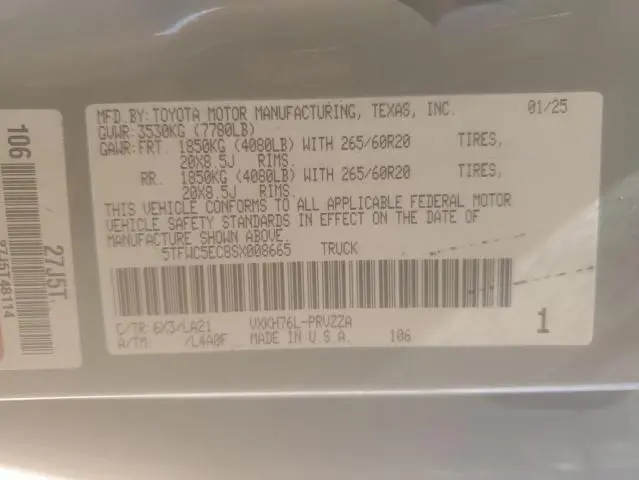 MFD.BY:TOYOTA MOTOR MANUFACTURING, TEXAS, INC. 01/25
GVWR:3530KG (7780LB)
GAWR:FRT. 1850KG (4080LB) WITH 265/60R20 TIRES,
20X8.5J RIMS.
RR. 1850KG (4080LB) WITH 265/60R20 TIRES,
20X8.5J RIMS.
THIS VEHICLE CONFORMS TO ALL APPLICABLE FEDERAL MOTOR
VEHICLE SAFETY STANDARDS IN EFFECT ON THE DATE OF
MANUFACTURE SHOWN ABOVE.
5TFWC5EC8SX008665 TRUCK
C/TR: 6X3/LA21 VXKH76L-PRVZZA
A/TM /L4A0F MADE IN U.S.A. 106
1
106
27J5T
27J5T48114